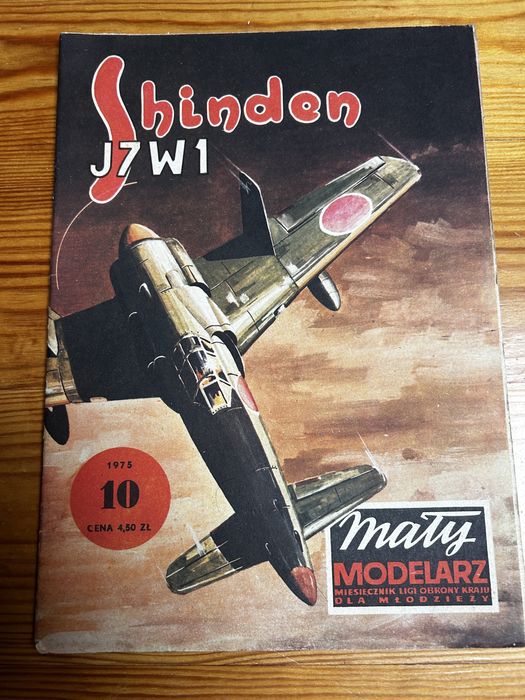 Shinden
J7W1
1975
10
CENA 4,50 ZŁ
mały
MODELARZ
MIESIĘCZNIK LIGI OBRONY KRAJU
DLA MŁODZIEŻY